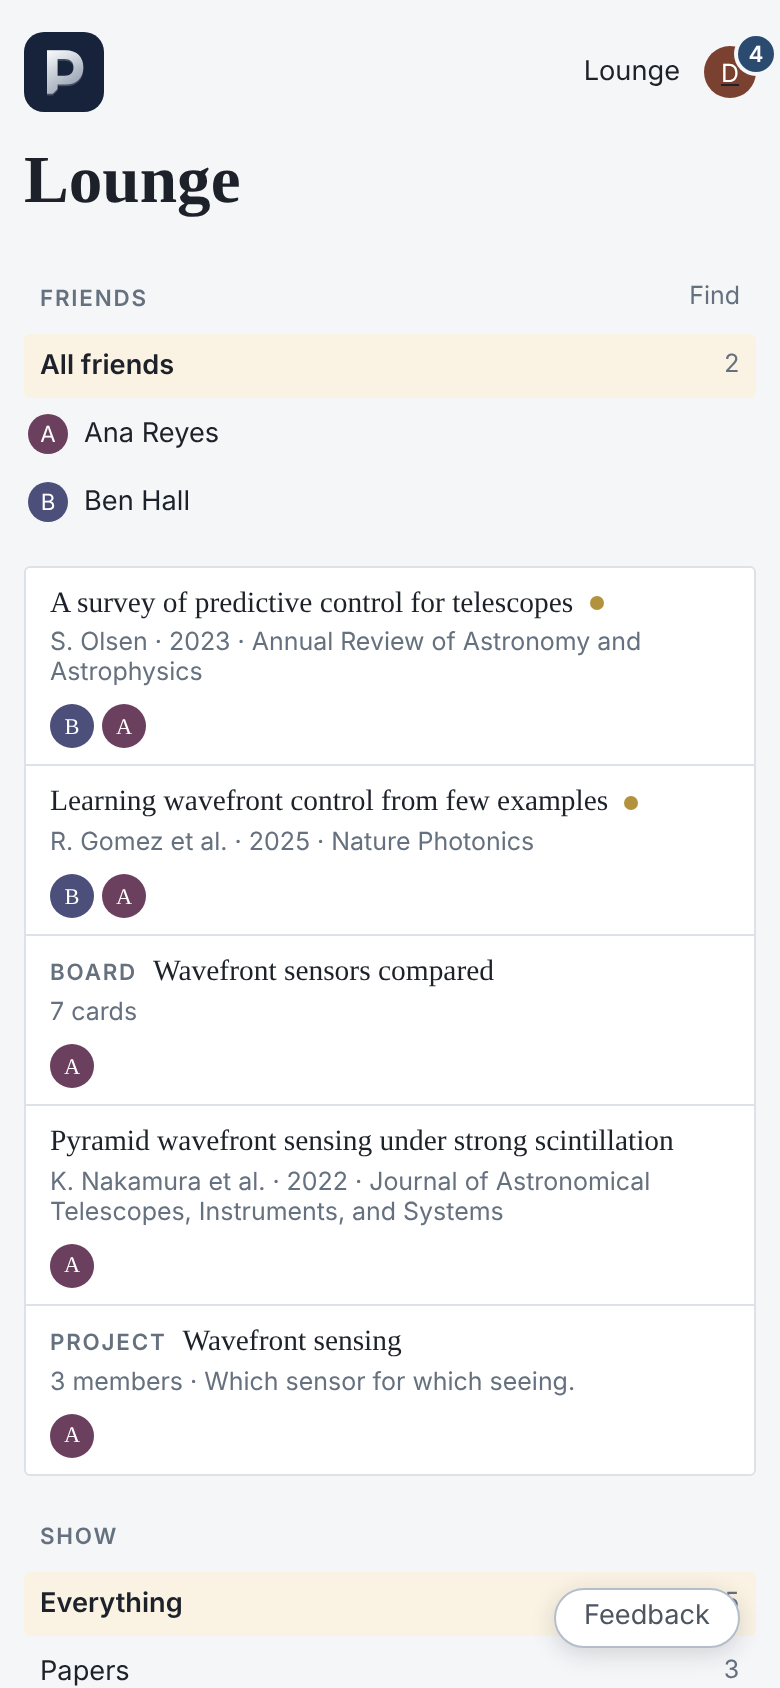 P
Lounge
D
4
Lounge
FRIENDS
Find
All friends
2
A
Ana Reyes
B
Ben Hall
A survey of predictive control for telescopes
S. Olsen · 2023 · Annual Review of Astronomy and
Astrophysics
B A
Learning wavefront control from few examples
R. Gomez et al. · 2025 · Nature Photonics
B A
BOARD Wavefront sensors compared
7 cards
A
Pyramid wavefront sensing under strong scintillation
K. Nakamura et al. · 2022 · Journal of Astronomical
Telescopes, Instruments, and Systems
A
PROJECT Wavefront sensing
3 members · Which sensor for which seeing.
A
SHOW
Everything
Feedback
Papers
3